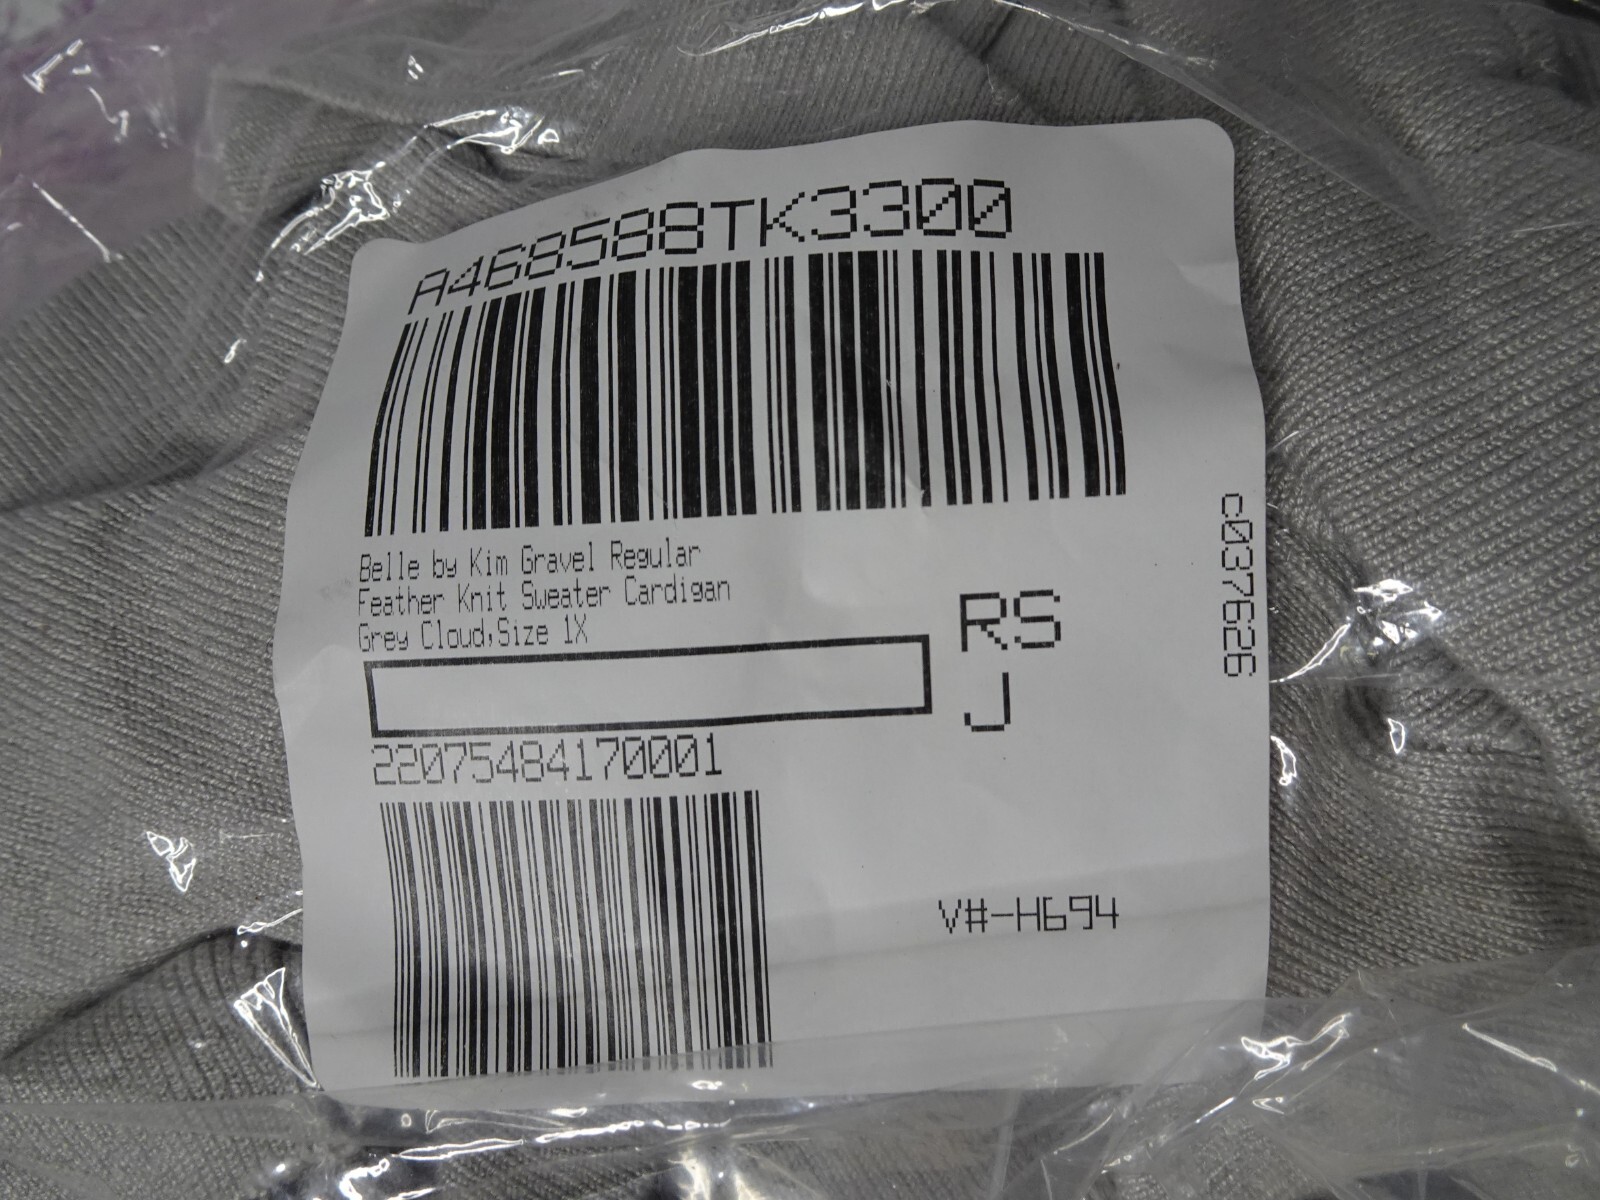 A468588TK3300
Belle by Kim Gravel Regular
Feather Knit Sweater Cardigan
Grey Cloud,Size 1X
RS
J
22075484170001
V#-H694
c037626